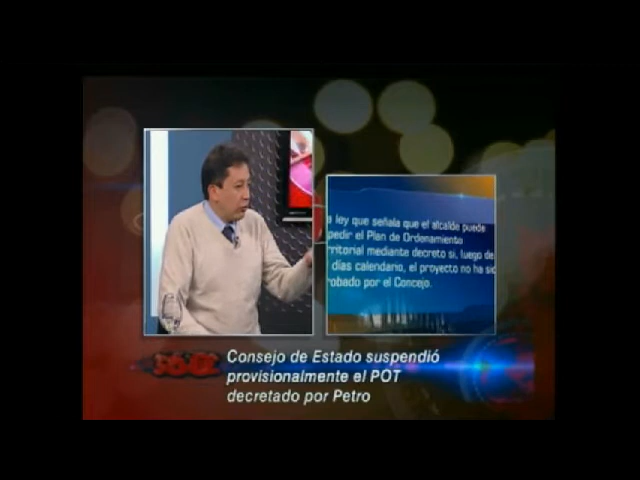 a ley que señala que el alcalde puede
pedir el Plan de Ordenamiento
rritorial mediante decreto si, luego de
días calendario, el proyecto no ha sid
robado por el Concejo.
Consejo de Estado suspendió
provisionalmente el POT
decretado por Petro